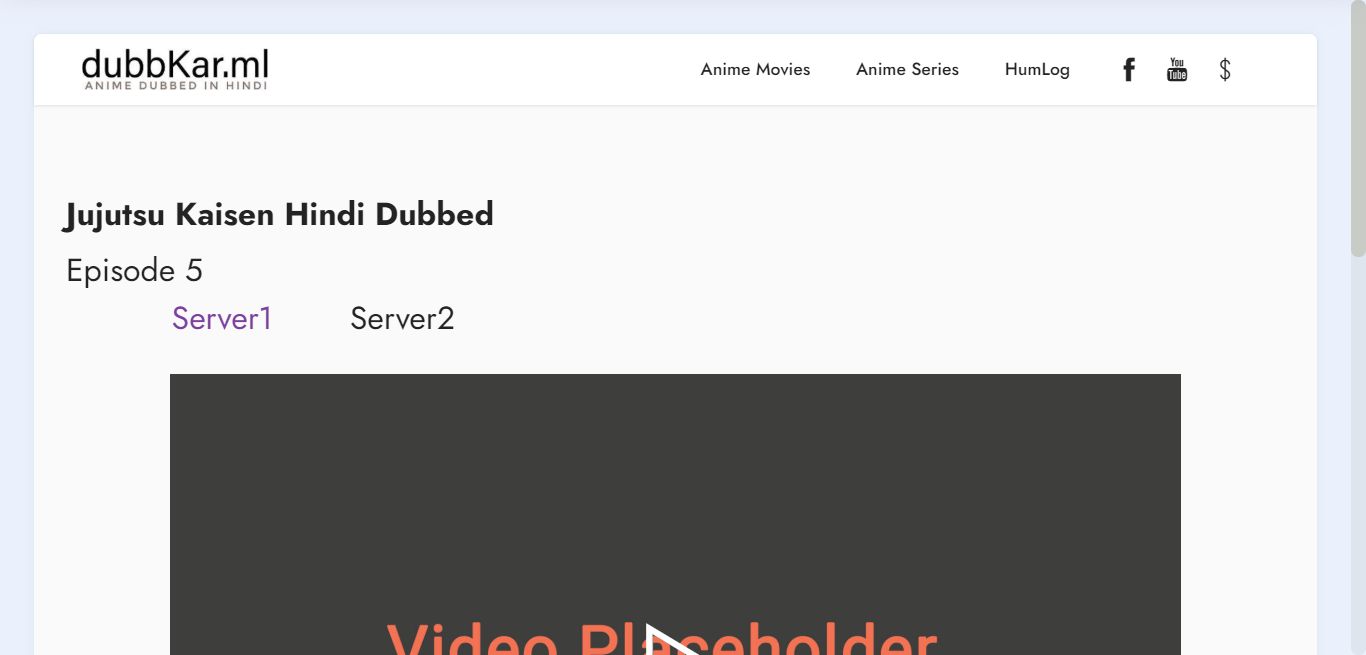 dubbKar.ml
ANIME DUBBED IN HINDI
Anime Movies Anime Series HumLog You Tube $
Jujutsu Kaisen Hindi Dubbed
Episode 5
Server1 Server2
Video Placeholder